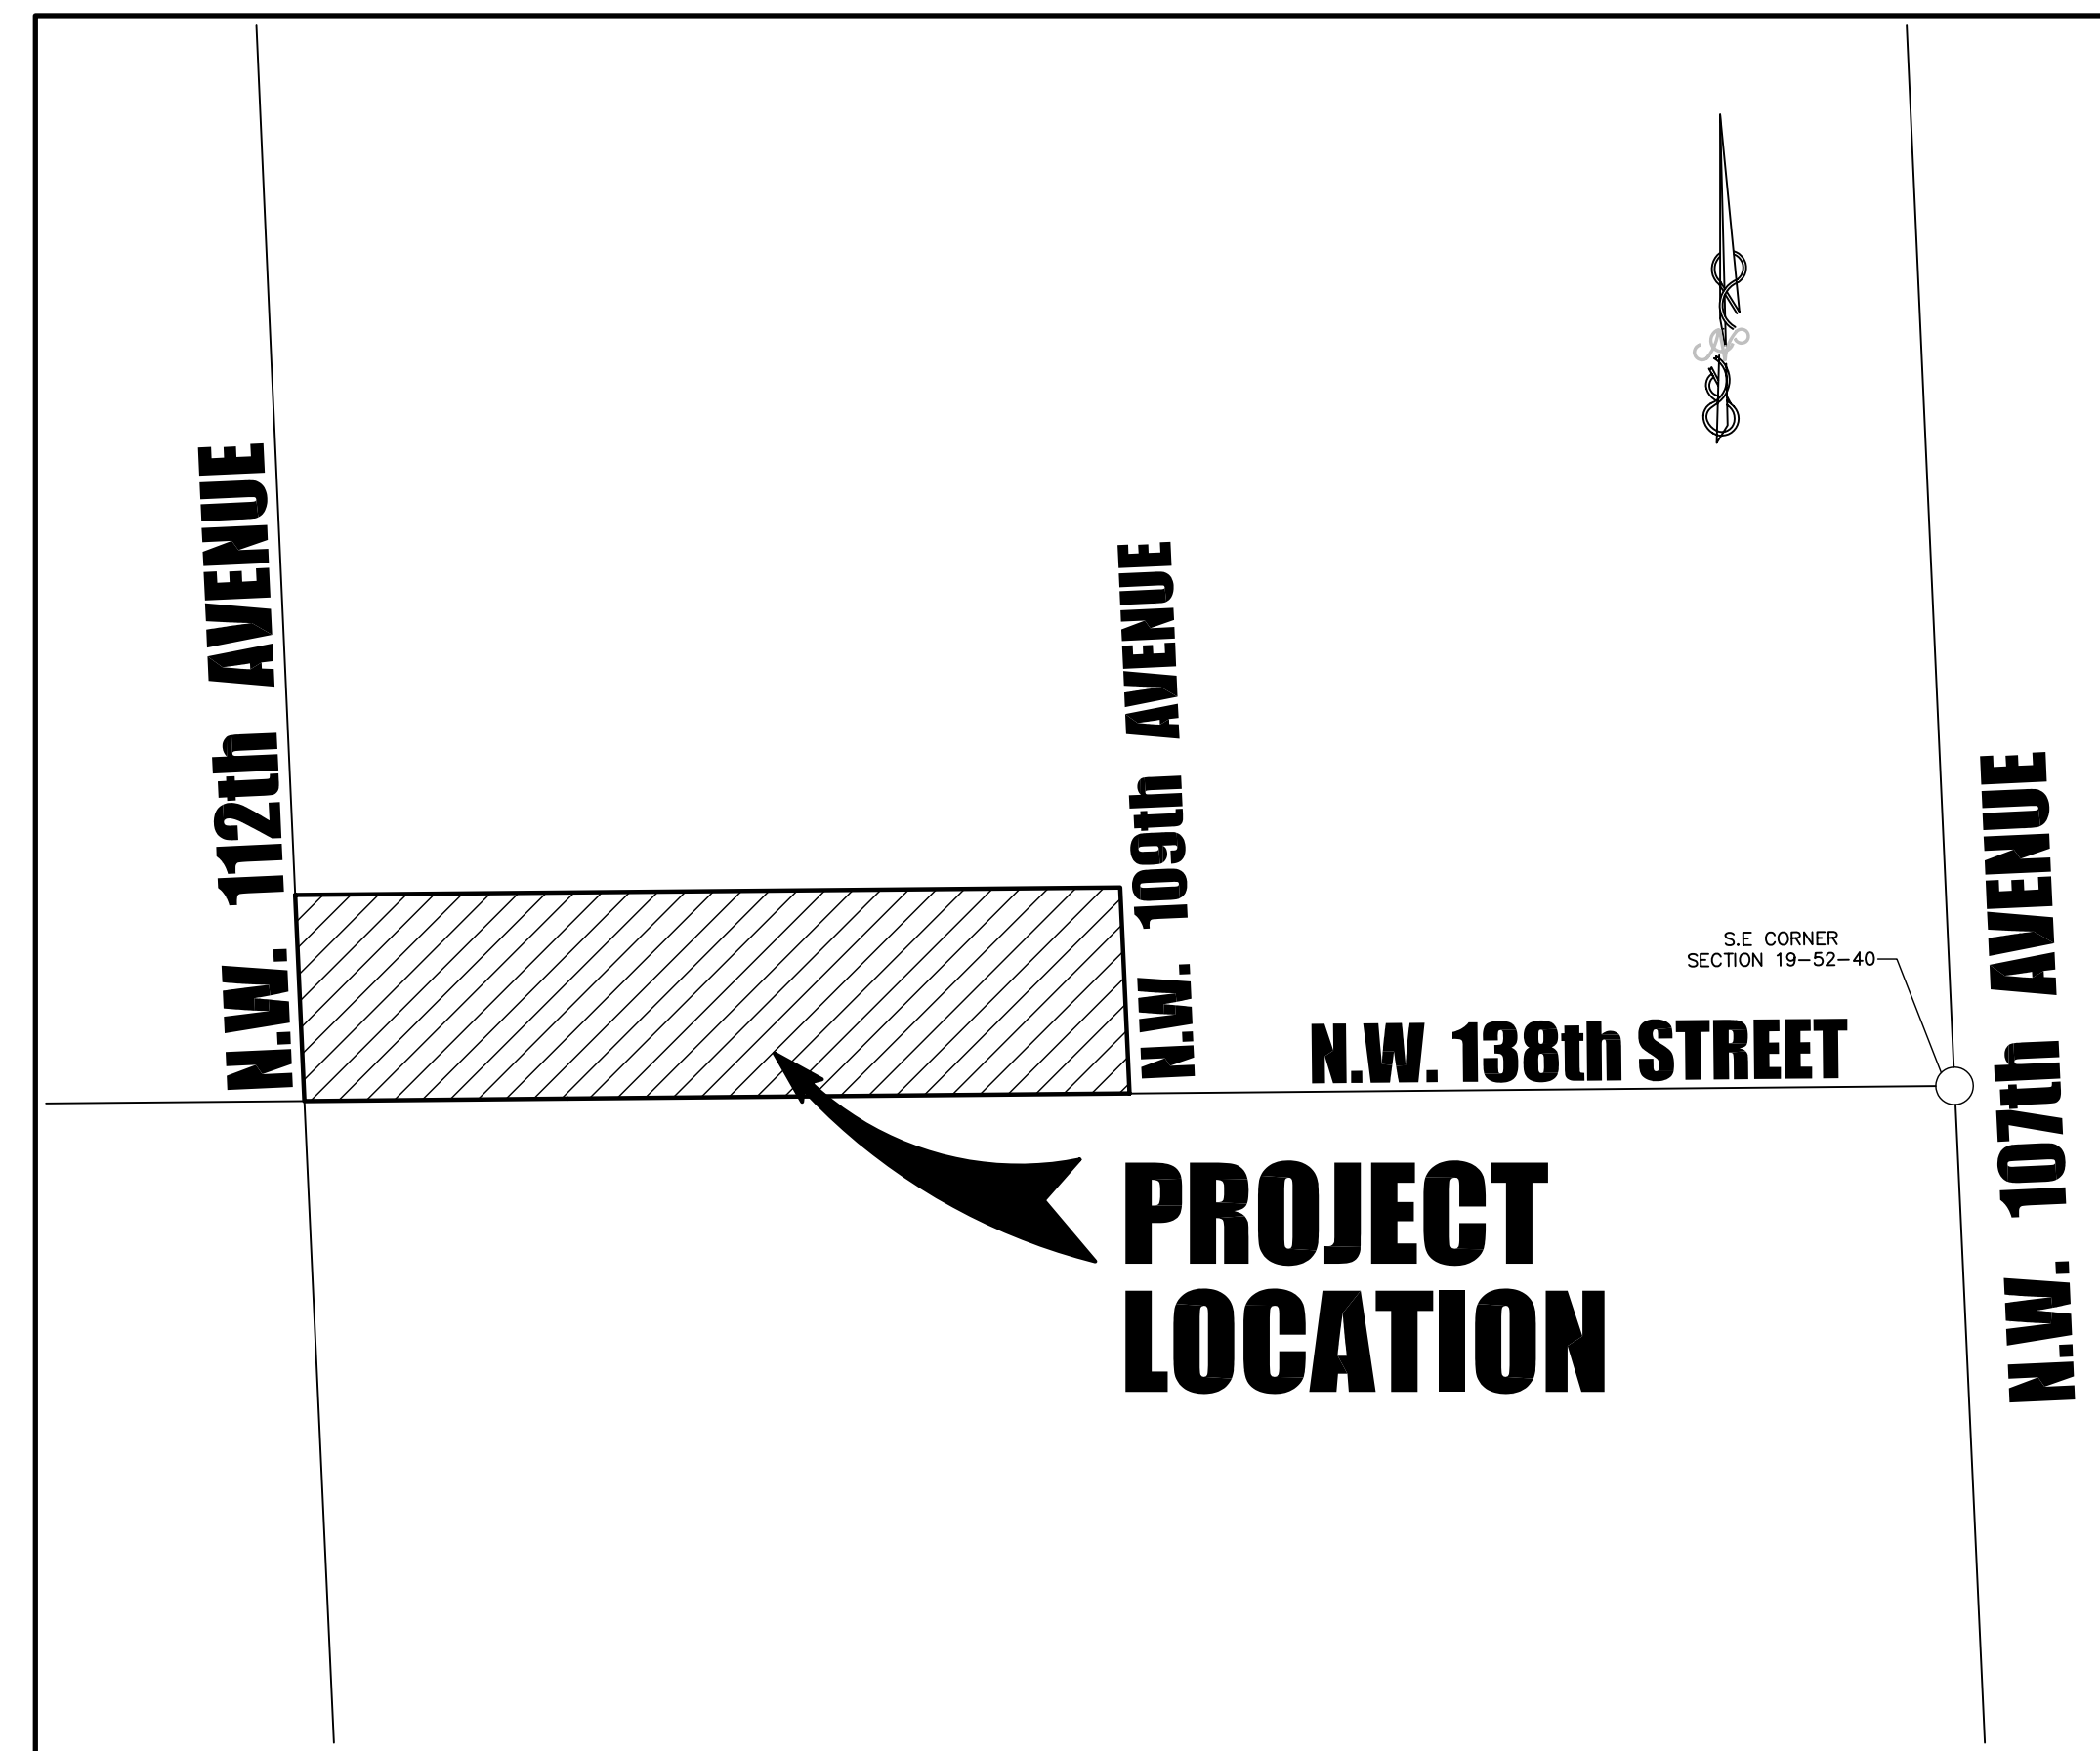 N.W. 112th AVENUE
N.W. 109th AVENUE
S.E CORNER
SECTION 19-52-40
N.W. 138th STREET
N.W. 107th AVENUE
PROJECT
LOCATION